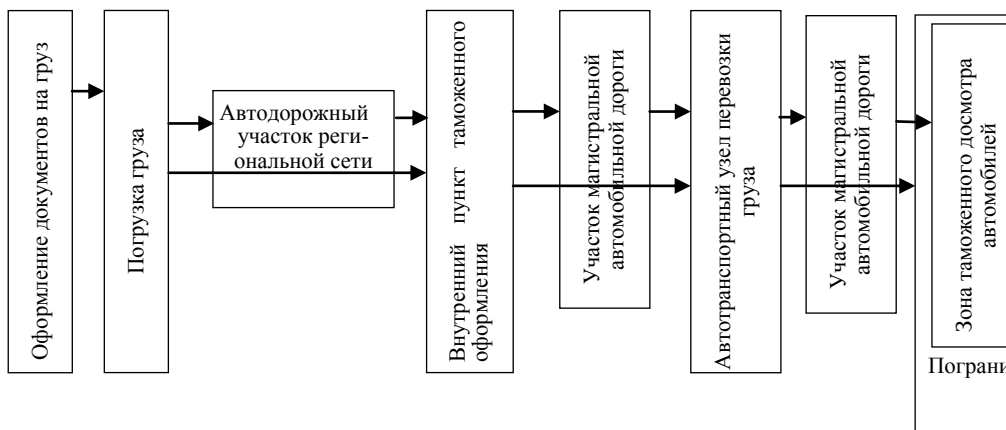 Оформление документов на груз
Погрузка груза
Автодорожный
участок реги-
ональной сети
Внутренний пункт таможенного
оформления
Участок магистральной
автомобильной дороги
Автотранспортный узел перевозки
груза
Участок магистральной
автомобильной дороги
Зона таможенного досмотра
автомобилей
Пограни